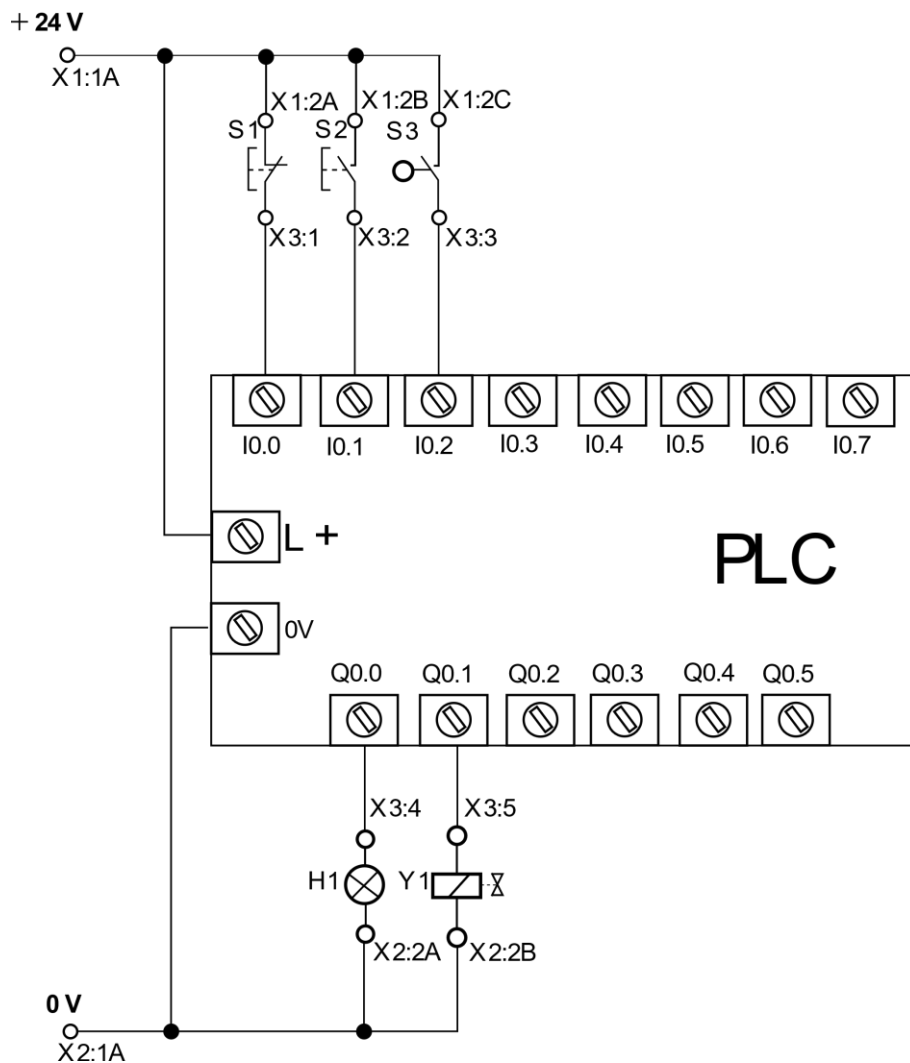 + 24 V
X1:1A
X1:2A X1:2B X1:2C
S1 S2 S3
X3:1 X3:2 X3:3
I0.0 I0.1 I0.2 I0.3 I0.4 I0.5 I0.6 I0.7
L +
PLC
0V
Q0.0 Q0.1 Q0.2 Q0.3 Q0.4 Q0.5
X3:4 X3:5
H1 Y1
X2:2A X2:2B
0 V
X2:1A